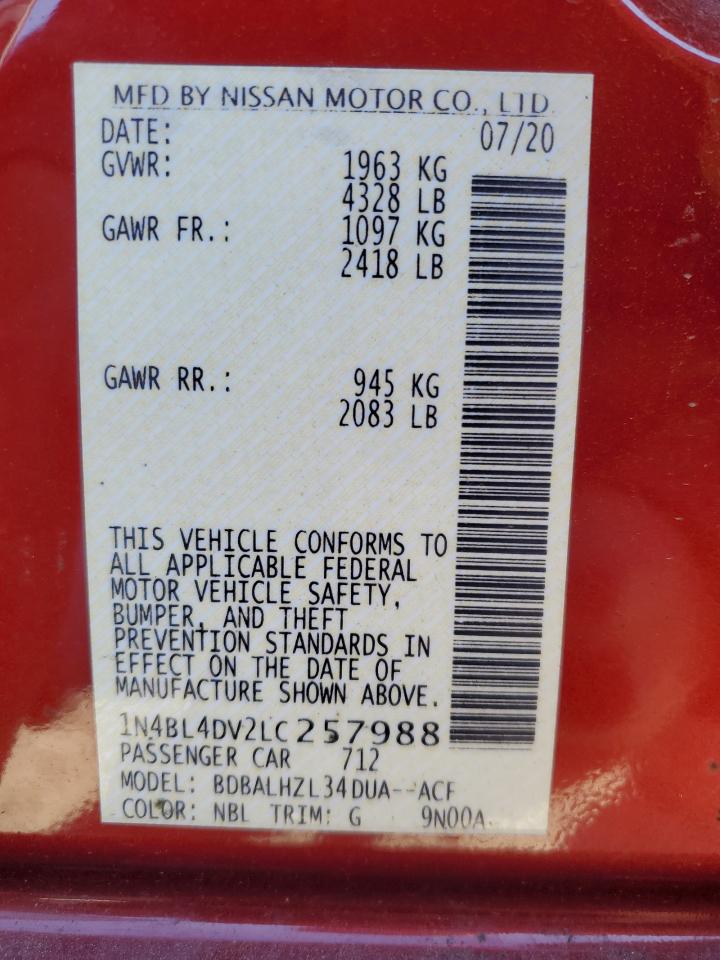 MFD BY NISSAN MOTOR CO., LTD.
DATE: 07/20
GVWR: 1963 KG
4328 LB
GAWR FR.: 1097 KG
2418 LB
GAWR RR.: 945 KG
2083 LB
THIS VEHICLE CONFORMS TO
ALL APPLICABLE FEDERAL
MOTOR VEHICLE SAFETY,
BUMPER, AND THEFT
PREVENTION STANDARDS IN
EFFECT ON THE DATE OF
MANUFACTURE SHOWN ABOVE.
1N4BL4DV2LC257988
PASSENGER CAR 712
MODEL: BDBALHZL34DUA--ACF
COLOR: NBL TRIM: G 9N00A